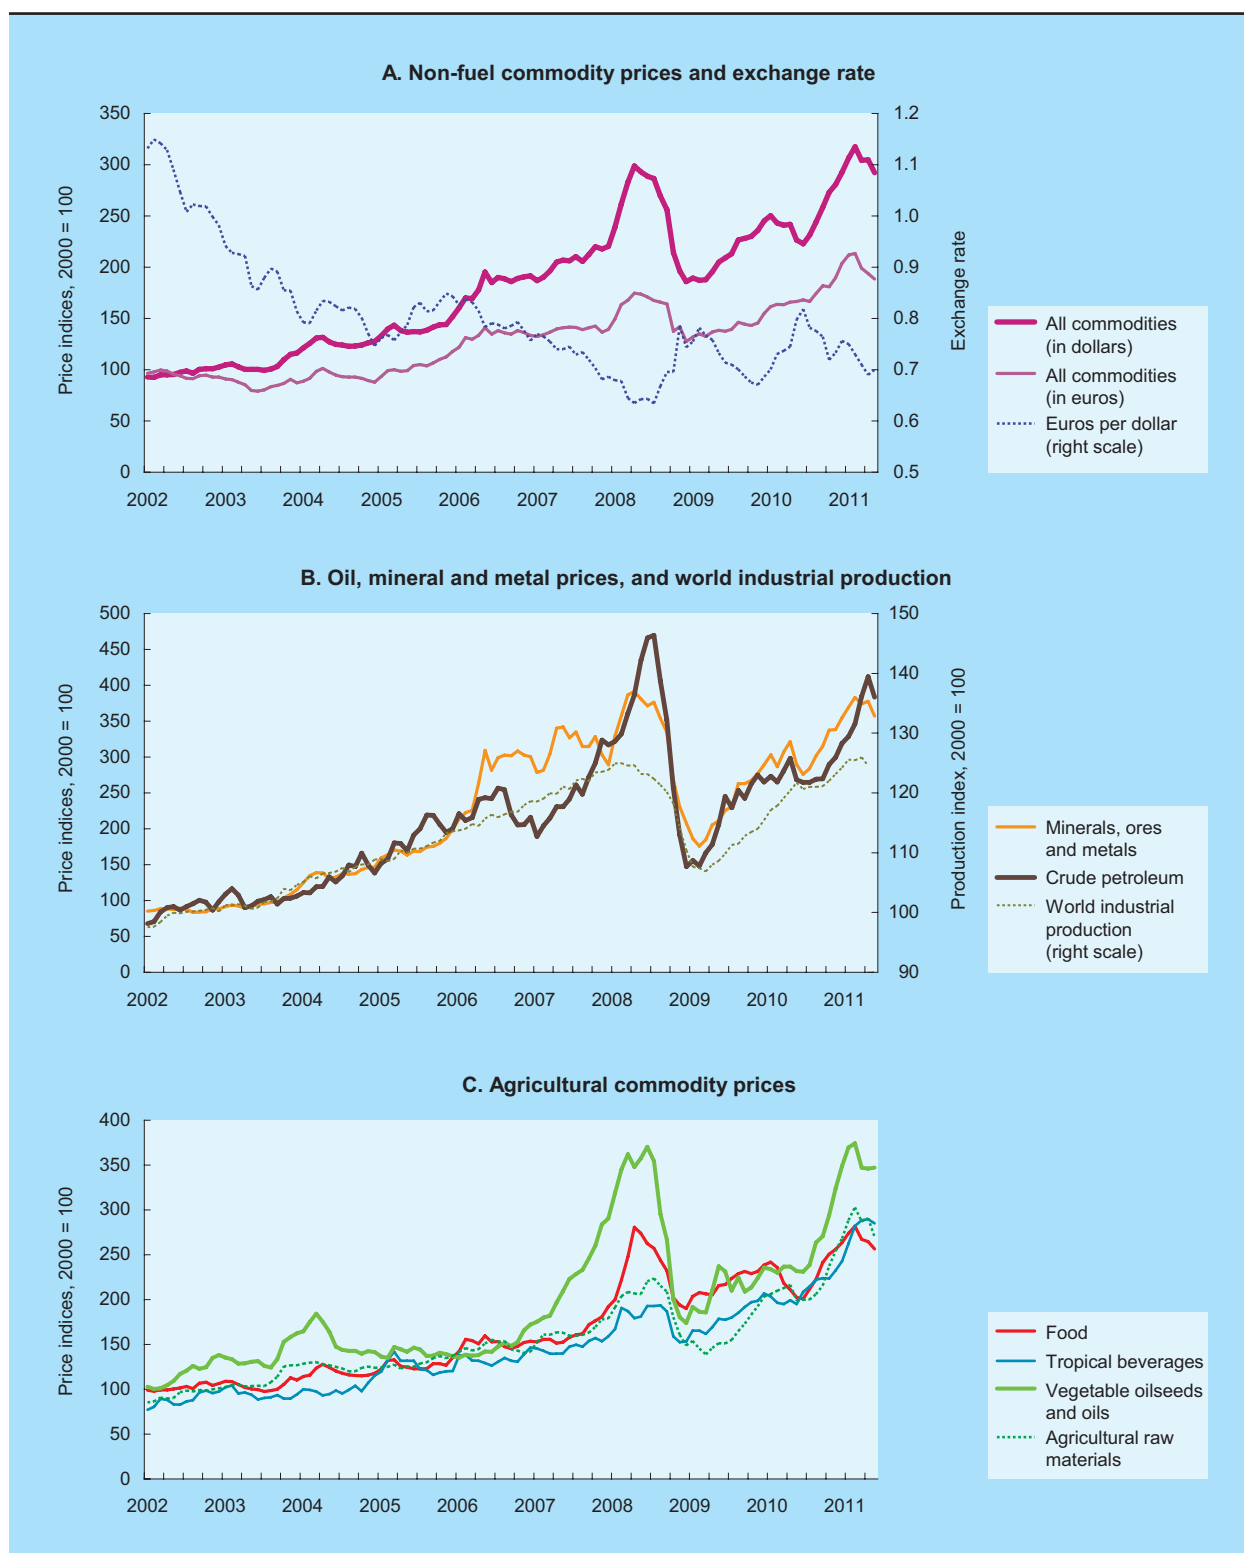 A. Non-fuel commodity prices and exchange rate
Price indices, 2000 = 100
350
300
250
200
150
100
50
0
1.2
1.1
1.0
0.9
0.8
0.7
0.6
0.5
Exchange rate
2002 2003 2004 2005 2006 2007 2008 2009 2010 2011
All commodities
(in dollars)
All commodities
(in euros)
Euros per dollar
(right scale)
B. Oil, mineral and metal prices, and world industrial production
Price indices, 2000 = 100
500
450
400
350
300
250
200
150
100
50
0
150
140
130
120
110
100
90
Production index, 2000 = 100
2002 2003 2004 2005 2006 2007 2008 2009 2010 2011
Minerals, ores
and metals
Crude petroleum
World industrial
production
(right scale)
C. Agricultural commodity prices
Price indices, 2000 = 100
400
350
300
250
200
150
100
50
0
2002 2003 2004 2005 2006 2007 2008 2009 2010 2011
Food
Tropical beverages
Vegetable oilseeds
and oils
Agricultural raw
materials